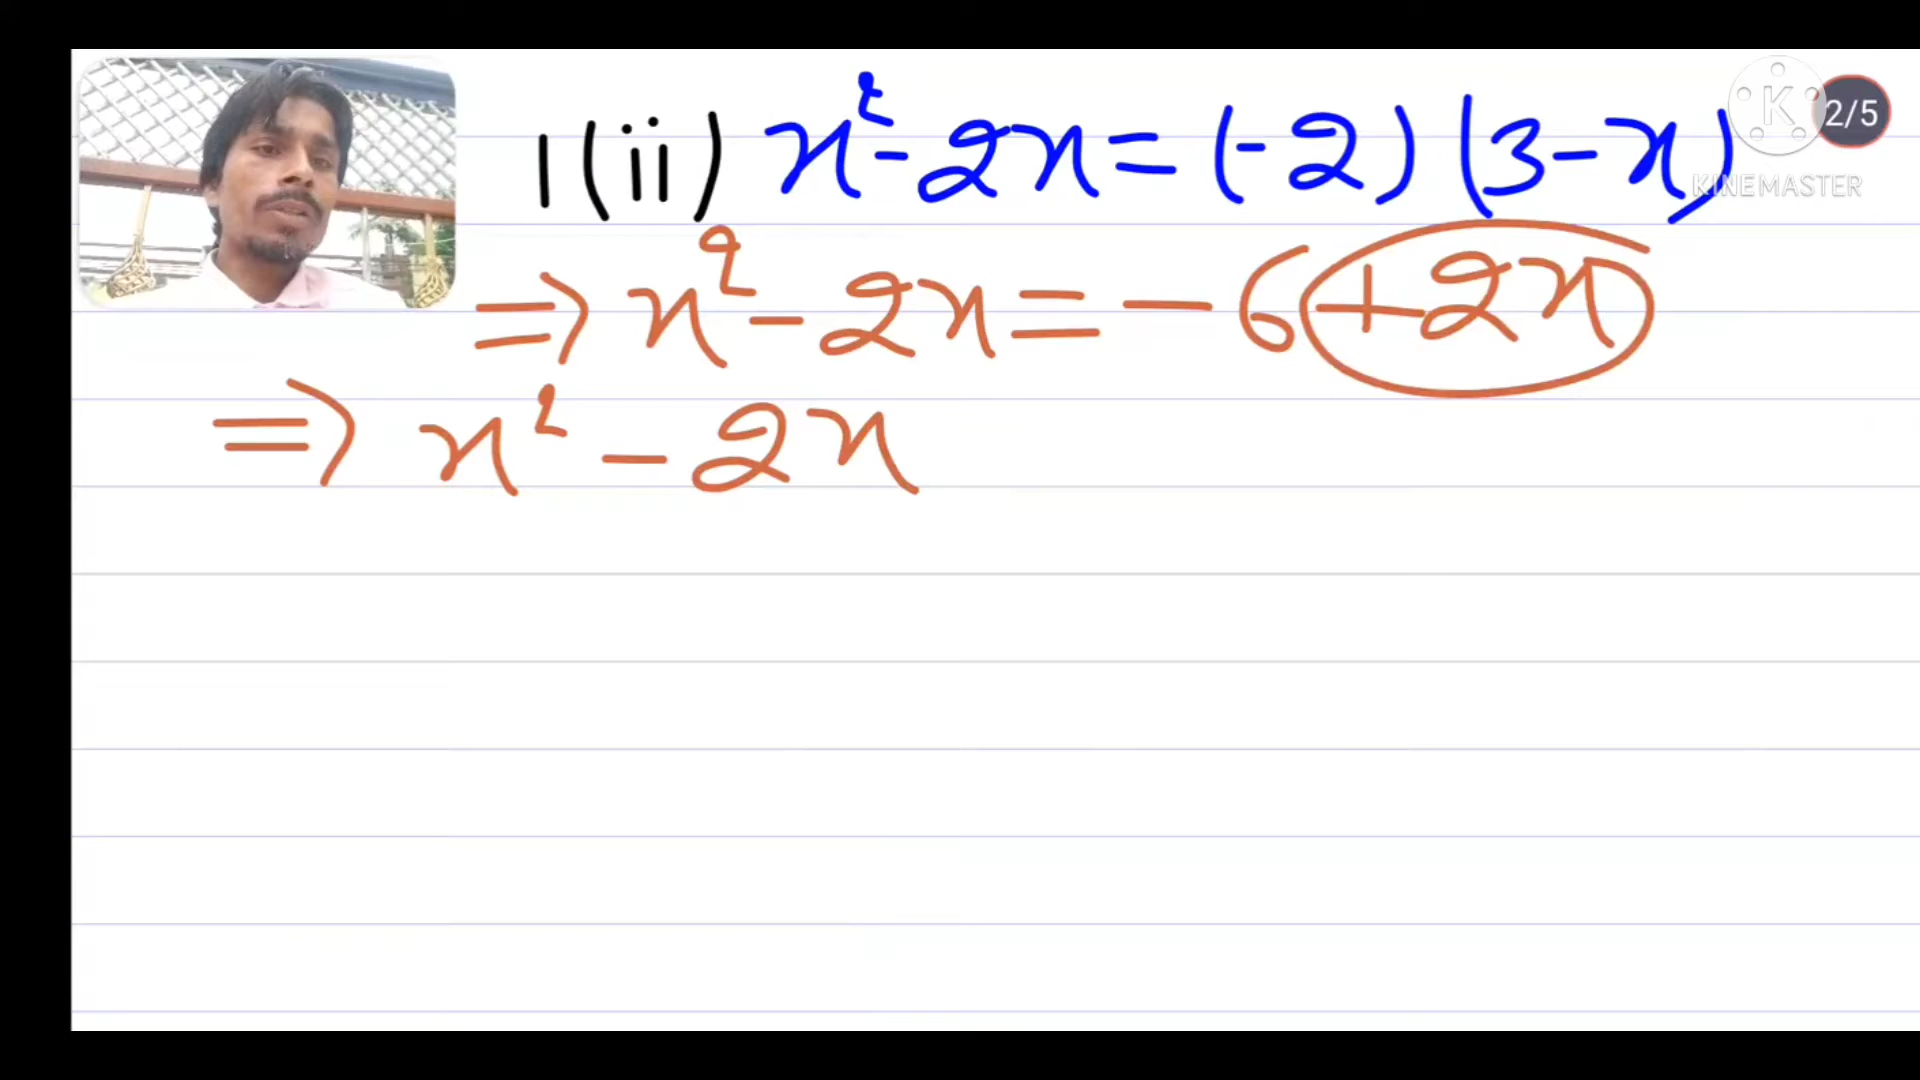 1(ii) x²-2x=(-2)(3-x)
K 2/5
KINEMASTER
⇒x²-2x=-6+2x
⇒x²-2x